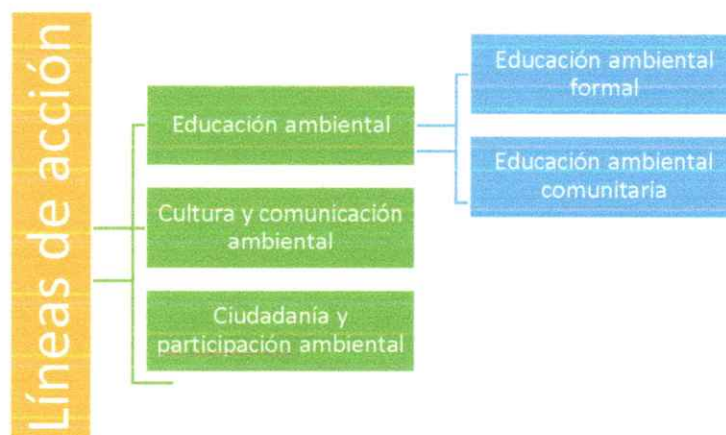 Líneas de acción
Educación ambiental
Cultura y comunicación
ambiental
Ciudadanía y
participación ambiental
Educación ambiental
formal
Educación ambiental
comunitaria